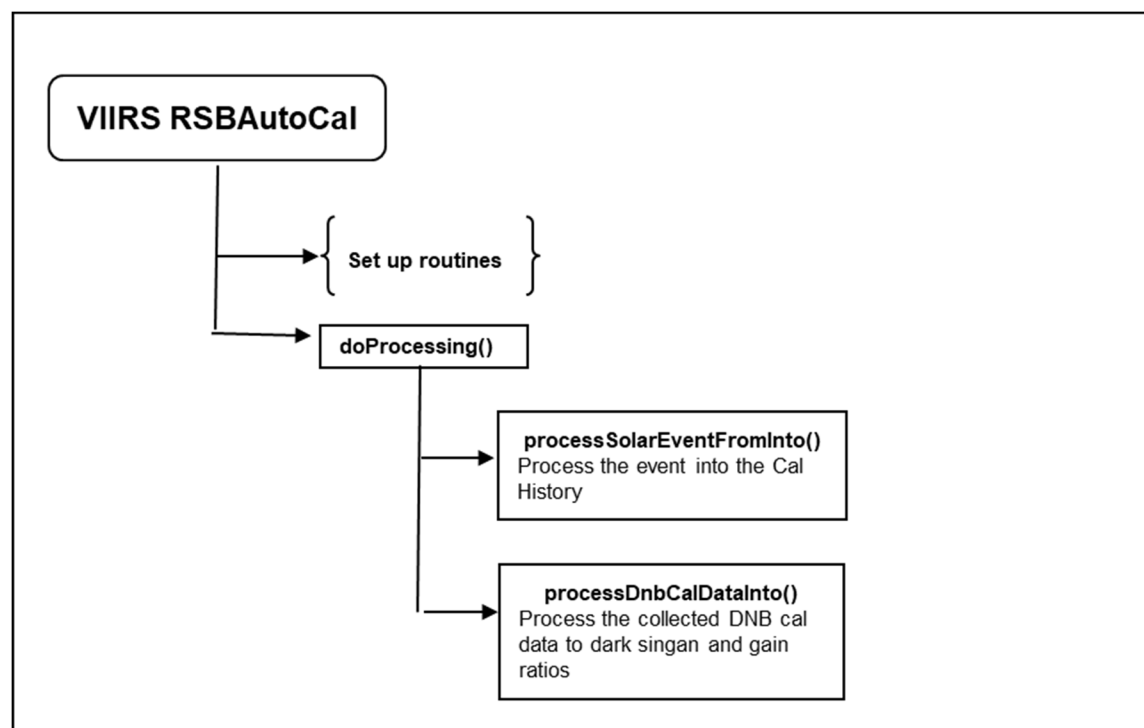 VIIRS RSBAutoCal
Set up routines
doProcessing()
processSolarEventFromInto()
Process the event into the Cal
History
processDnbCalDataInto()
Process the collected DNB cal
data to dark singan and gain
ratios